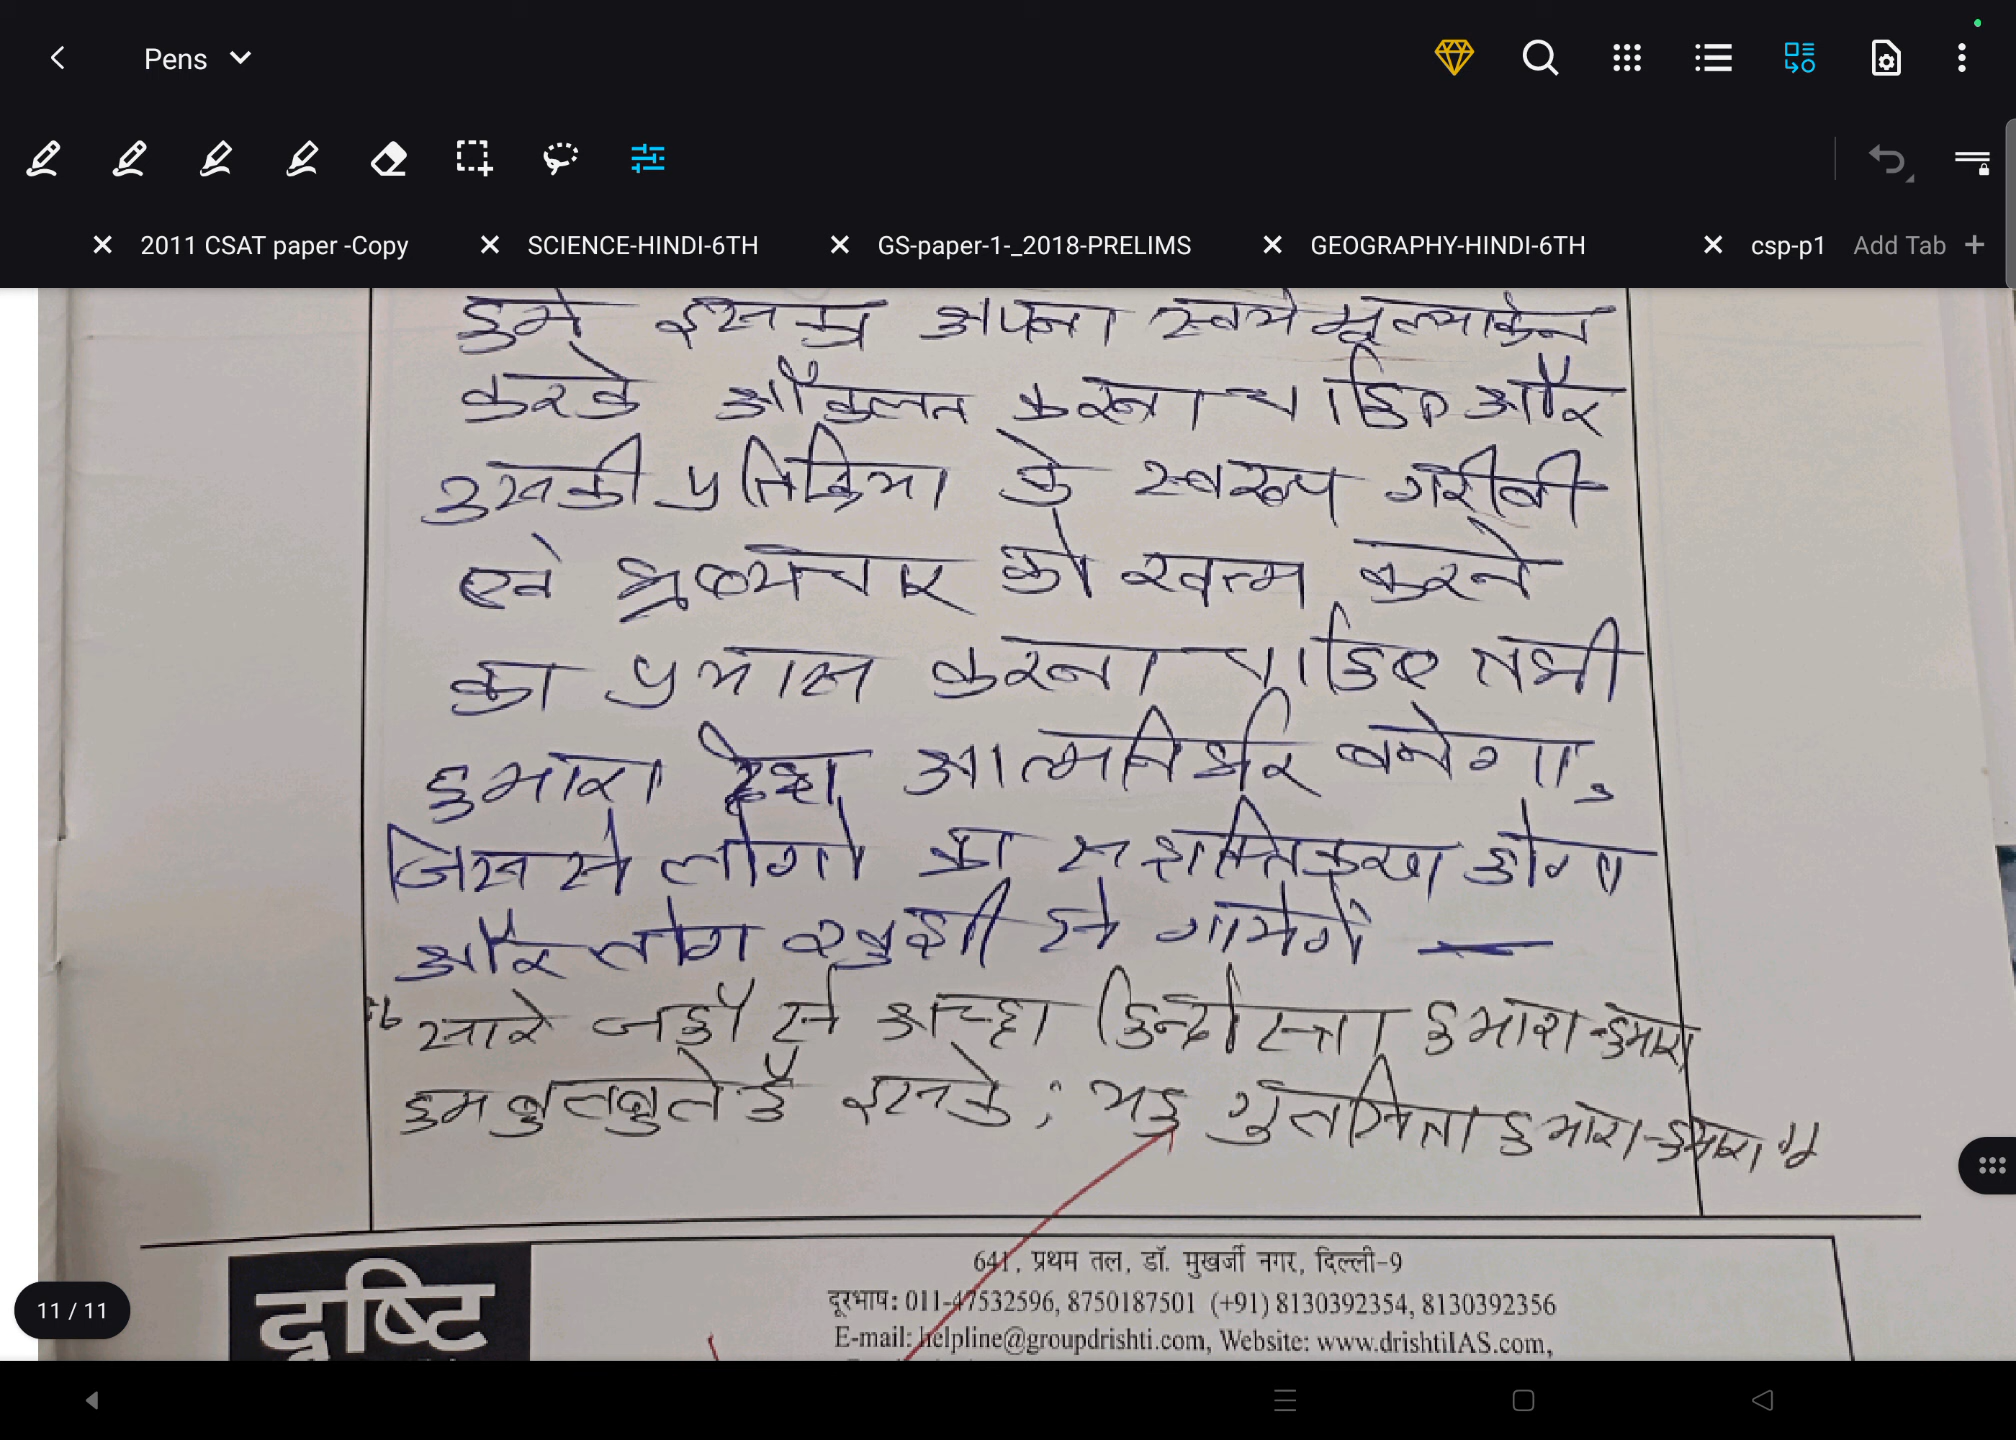 Pens
2011 CSAT paper -Copy SCIENCE-HINDI-6TH GS-paper-1-_2018-PRELIMS GEOGRAPHY-HINDI-6TH csp-p1 Add Tab +
हमे इसका अपना स्वयं मूल्यांकन
करके आँकलन करना चाहिए और
उसकी प्रतिक्रिया के स्वरूप गरीबी
एवं भ्रष्टाचार को खत्म करने
का प्रयास करना चाहिए तभी
हमारा देश आत्मनिर्भर बनेगा,
जिससे लोगो का सशक्तिकरण होगा
और लोग खुशी से गायेगें —
"सारे जहाँ से अच्छा हिन्दोस्ता हमारा-हमारा
हम बुलबुले है इसके; यह गुलसिता हमारा-हमारा"
641, प्रथम तल, डॉ. मुखर्जी नगर, दिल्ली-9
दृष्टि
दूरभाष: 011-47532596, 8750187501 (+91) 8130392354, 8130392356
E-mail: helpline@groupdrishti.com, Website: www.drishtiIAS.com,
11 / 11